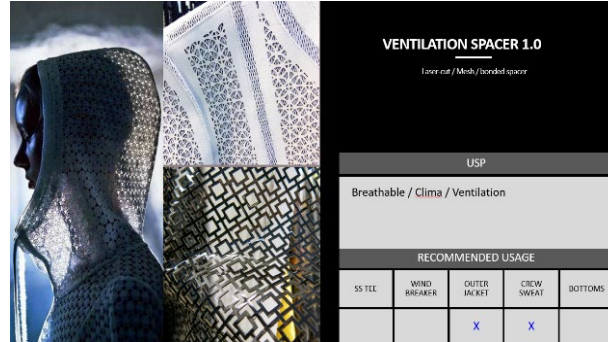 VENTILATION SPACER 1.0
Laser-cut / Mesh / bonded spacer
USP
Breathable / Clima / Ventilation
RECOMMENDED USAGE
SS TEE
WIND BREAKER
OUTER JACKET
CREW SWEAT
BOTTOMS
X
X